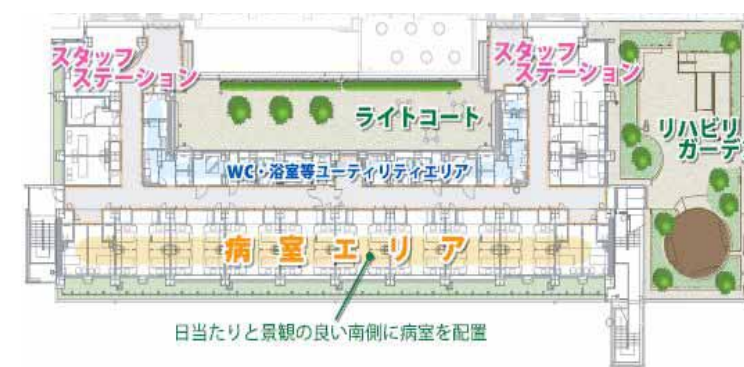 スタッフ
ステーション
スタッフ
ステーション
ライトコート
リハビリ
ガーデ
WC・浴室等ユーティリティエリア
病室エリア
日当たりと景観の良い南側に病室を配置